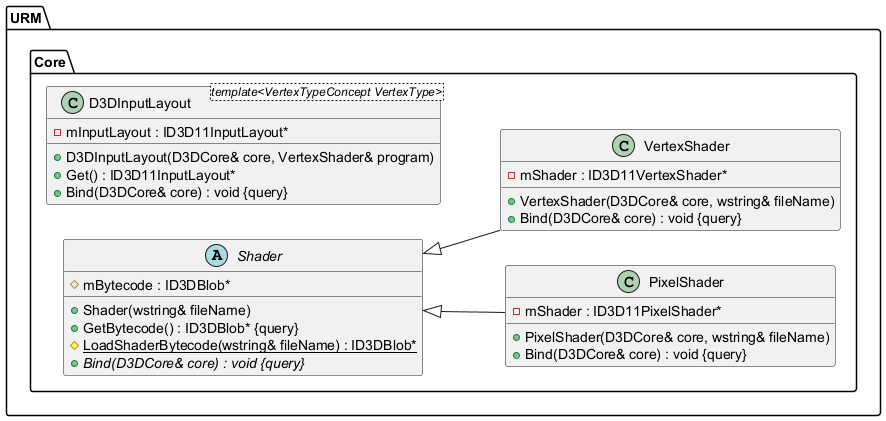 URM
Core
C D3DInputLayout
template<VertexTypeConcept VertexType>
mInputLayout : ID3D11InputLayout*
D3DInputLayout(D3DCore& core, VertexShader& program)
Get() : ID3D11InputLayout*
Bind(D3DCore& core) : void {query}
C VertexShader
mShader : ID3D11VertexShader*
VertexShader(D3DCore& core, wstring& fileName)
Bind(D3DCore& core) : void {query}
A Shader
mBytecode : ID3DBlob*
Shader(wstring& fileName)
GetBytecode() : ID3DBlob* {query}
LoadShaderBytecode(wstring& fileName) : ID3DBlob*
Bind(D3DCore& core) : void {query}
C PixelShader
mShader : ID3D11PixelShader*
PixelShader(D3DCore& core, wstring& fileName)
Bind(D3DCore& core) : void {query}